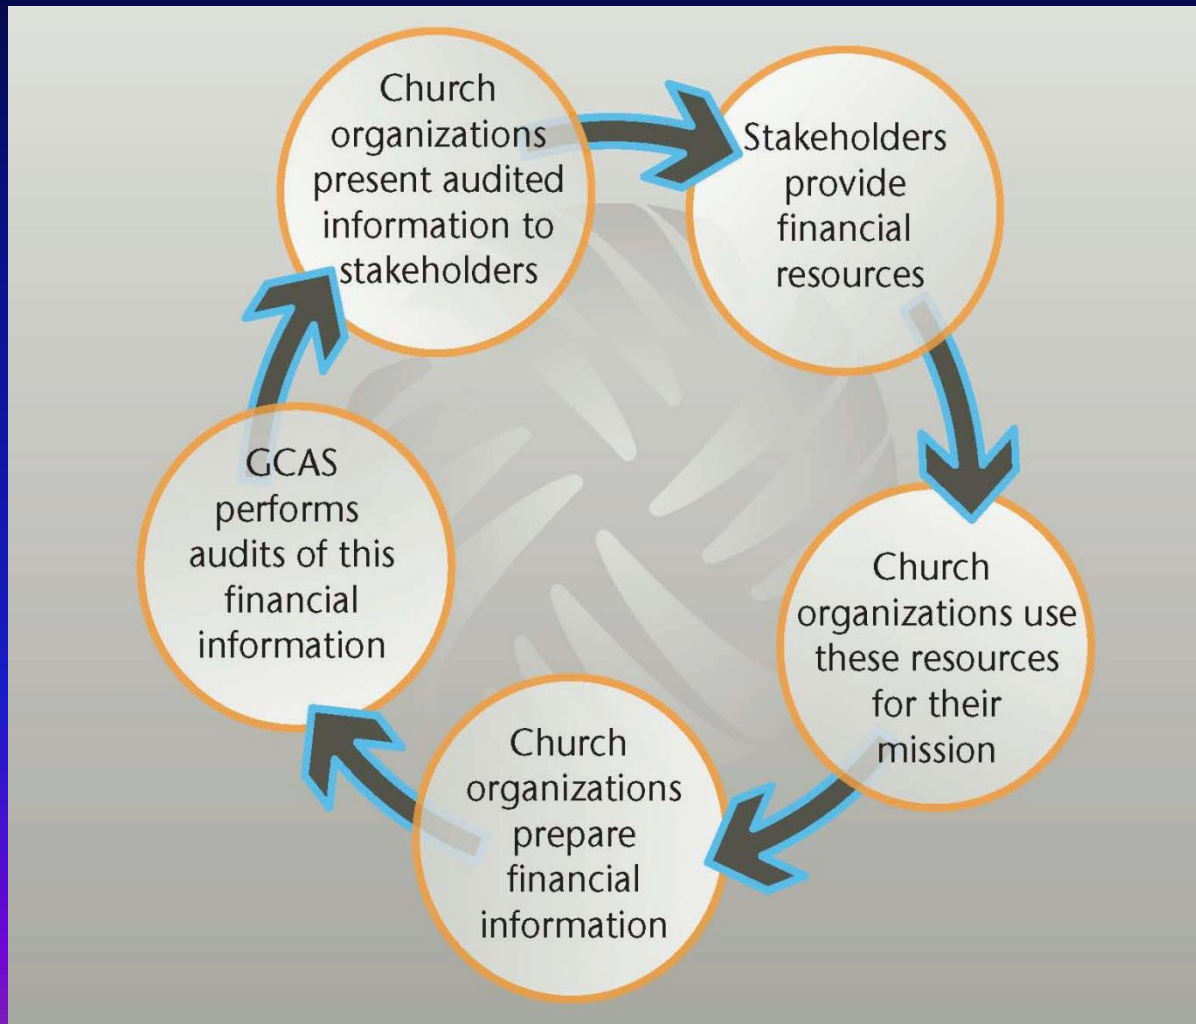 Church
organizations
present audited
information to
stakeholders
Stakeholders
provide
financial
resources
Church
organizations use
these resources
for their
mission
Church
organizations
prepare
financial
information
GCAS
performs
audits of this
financial
information